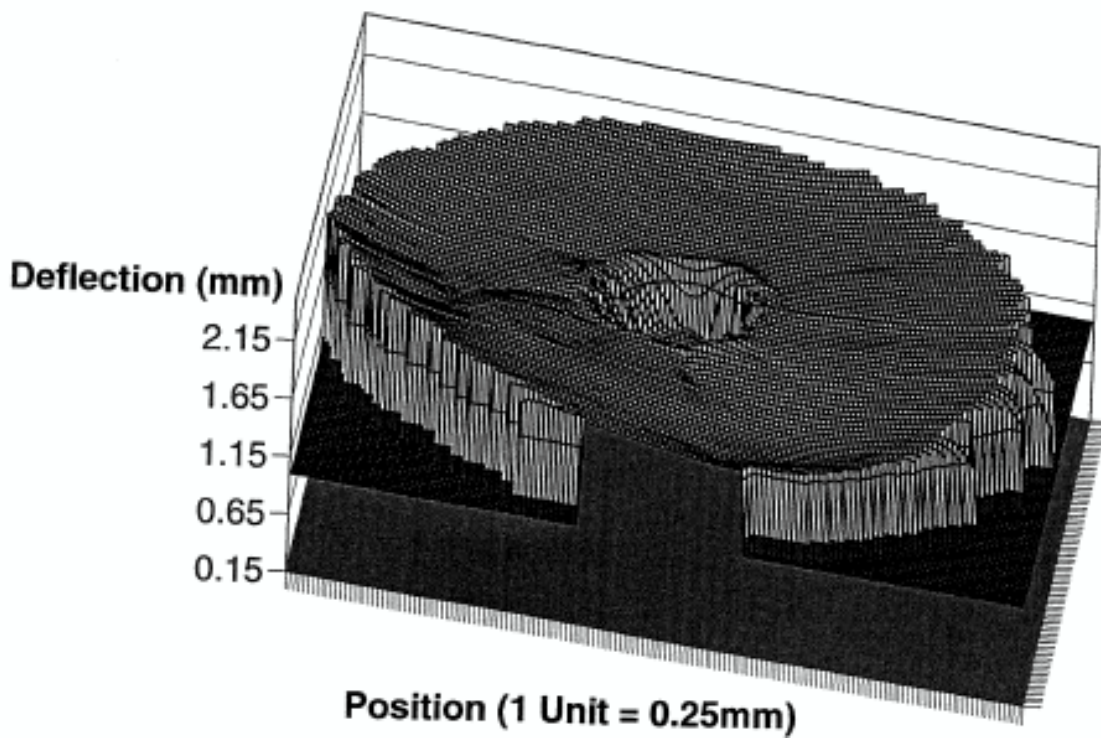 Deflection (mm)
2.15
1.65
1.15
0.65
0.15
Position (1 Unit = 0.25mm)